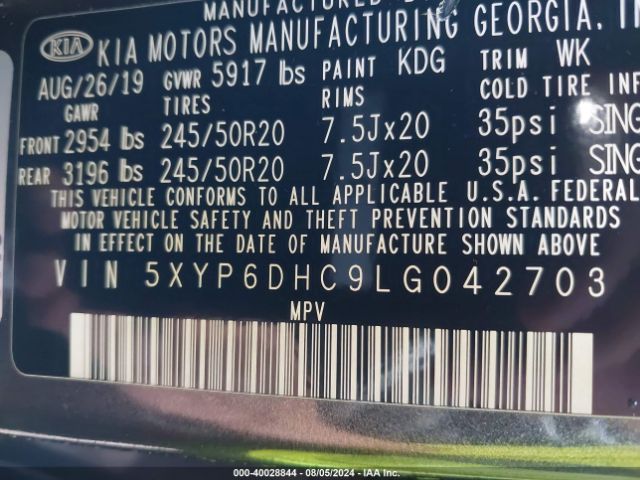 MANUFACTURED
KIA KIA MOTORS MANUFACTURING GEORGIA, I
AUG/26/19 GVWR 5917 lbs PAINT KDG TRIM WK
GAWR TIRES RIMS COLD TIRE INF
FRONT 2954 lbs 245/50R20 7.5Jx20 35psi SING
REAR 3196 lbs 245/50R20 7.5Jx20 35psi SING
THIS VEHICLE CONFORMS TO ALL APPLICABLE U.S.A. FEDERAL
MOTOR VEHICLE SAFETY AND THEFT PREVENTION STANDARDS
IN EFFECT ON THE DATE OF MANUFACTURE SHOWN ABOVE
VIN 5XYP6DHC9LG042703
MPV
000-40028844 — 08/05/2024 — IAA Inc.